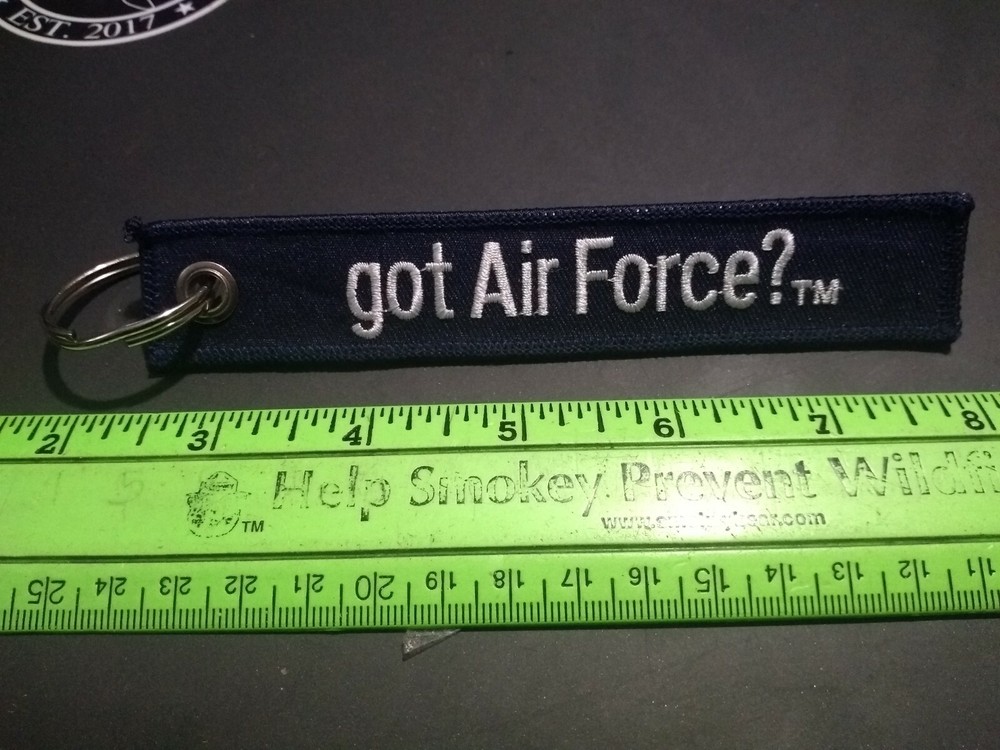 EST. 2017
got Air Force?™
2 3 4 5 6 7 8
Help Smokey Prevent Wildfi
TM
25 24 23 22 21 20 19 18 17 16 15 14 13 12 11